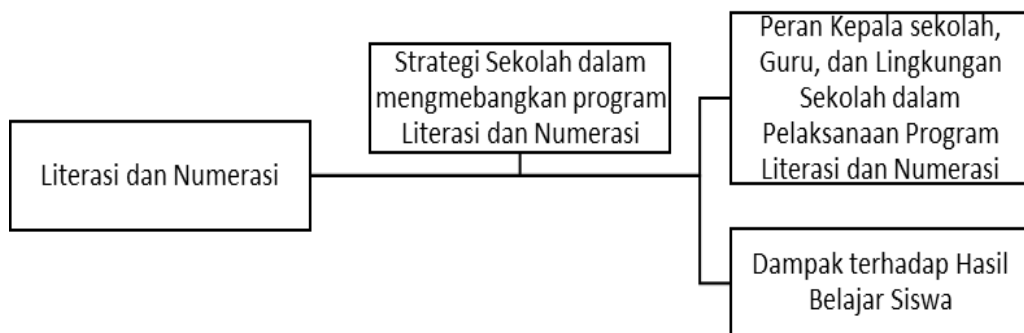 Literasi dan Numerasi
Strategi Sekolah dalam
mengmebangkan program
Literasi dan Numerasi
Peran Kepala sekolah,
Guru, dan Lingkungan
Sekolah dalam
Pelaksanaan Program
Literasi dan Numerasi
Dampak terhadap Hasil
Belajar Siswa